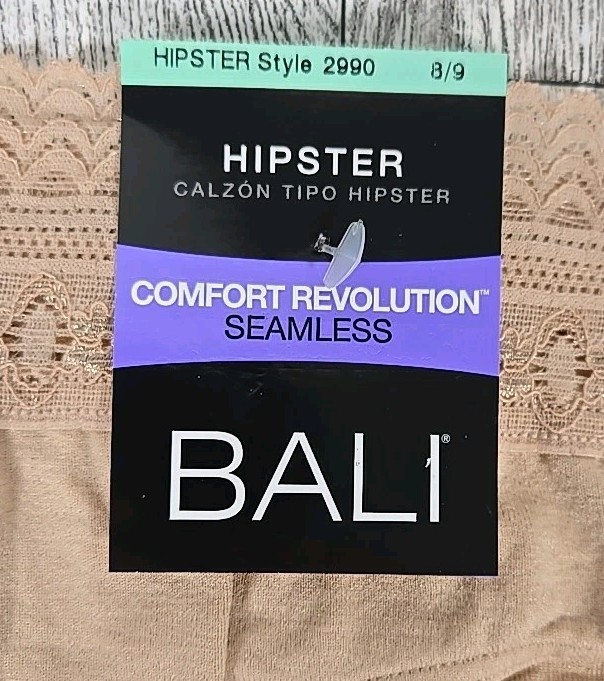 HIPSTER Style 2990 8/9
HIPSTER
CALZÓN TIPO HIPSTER
COMFORT REVOLUTION™
SEAMLESS
BALI®